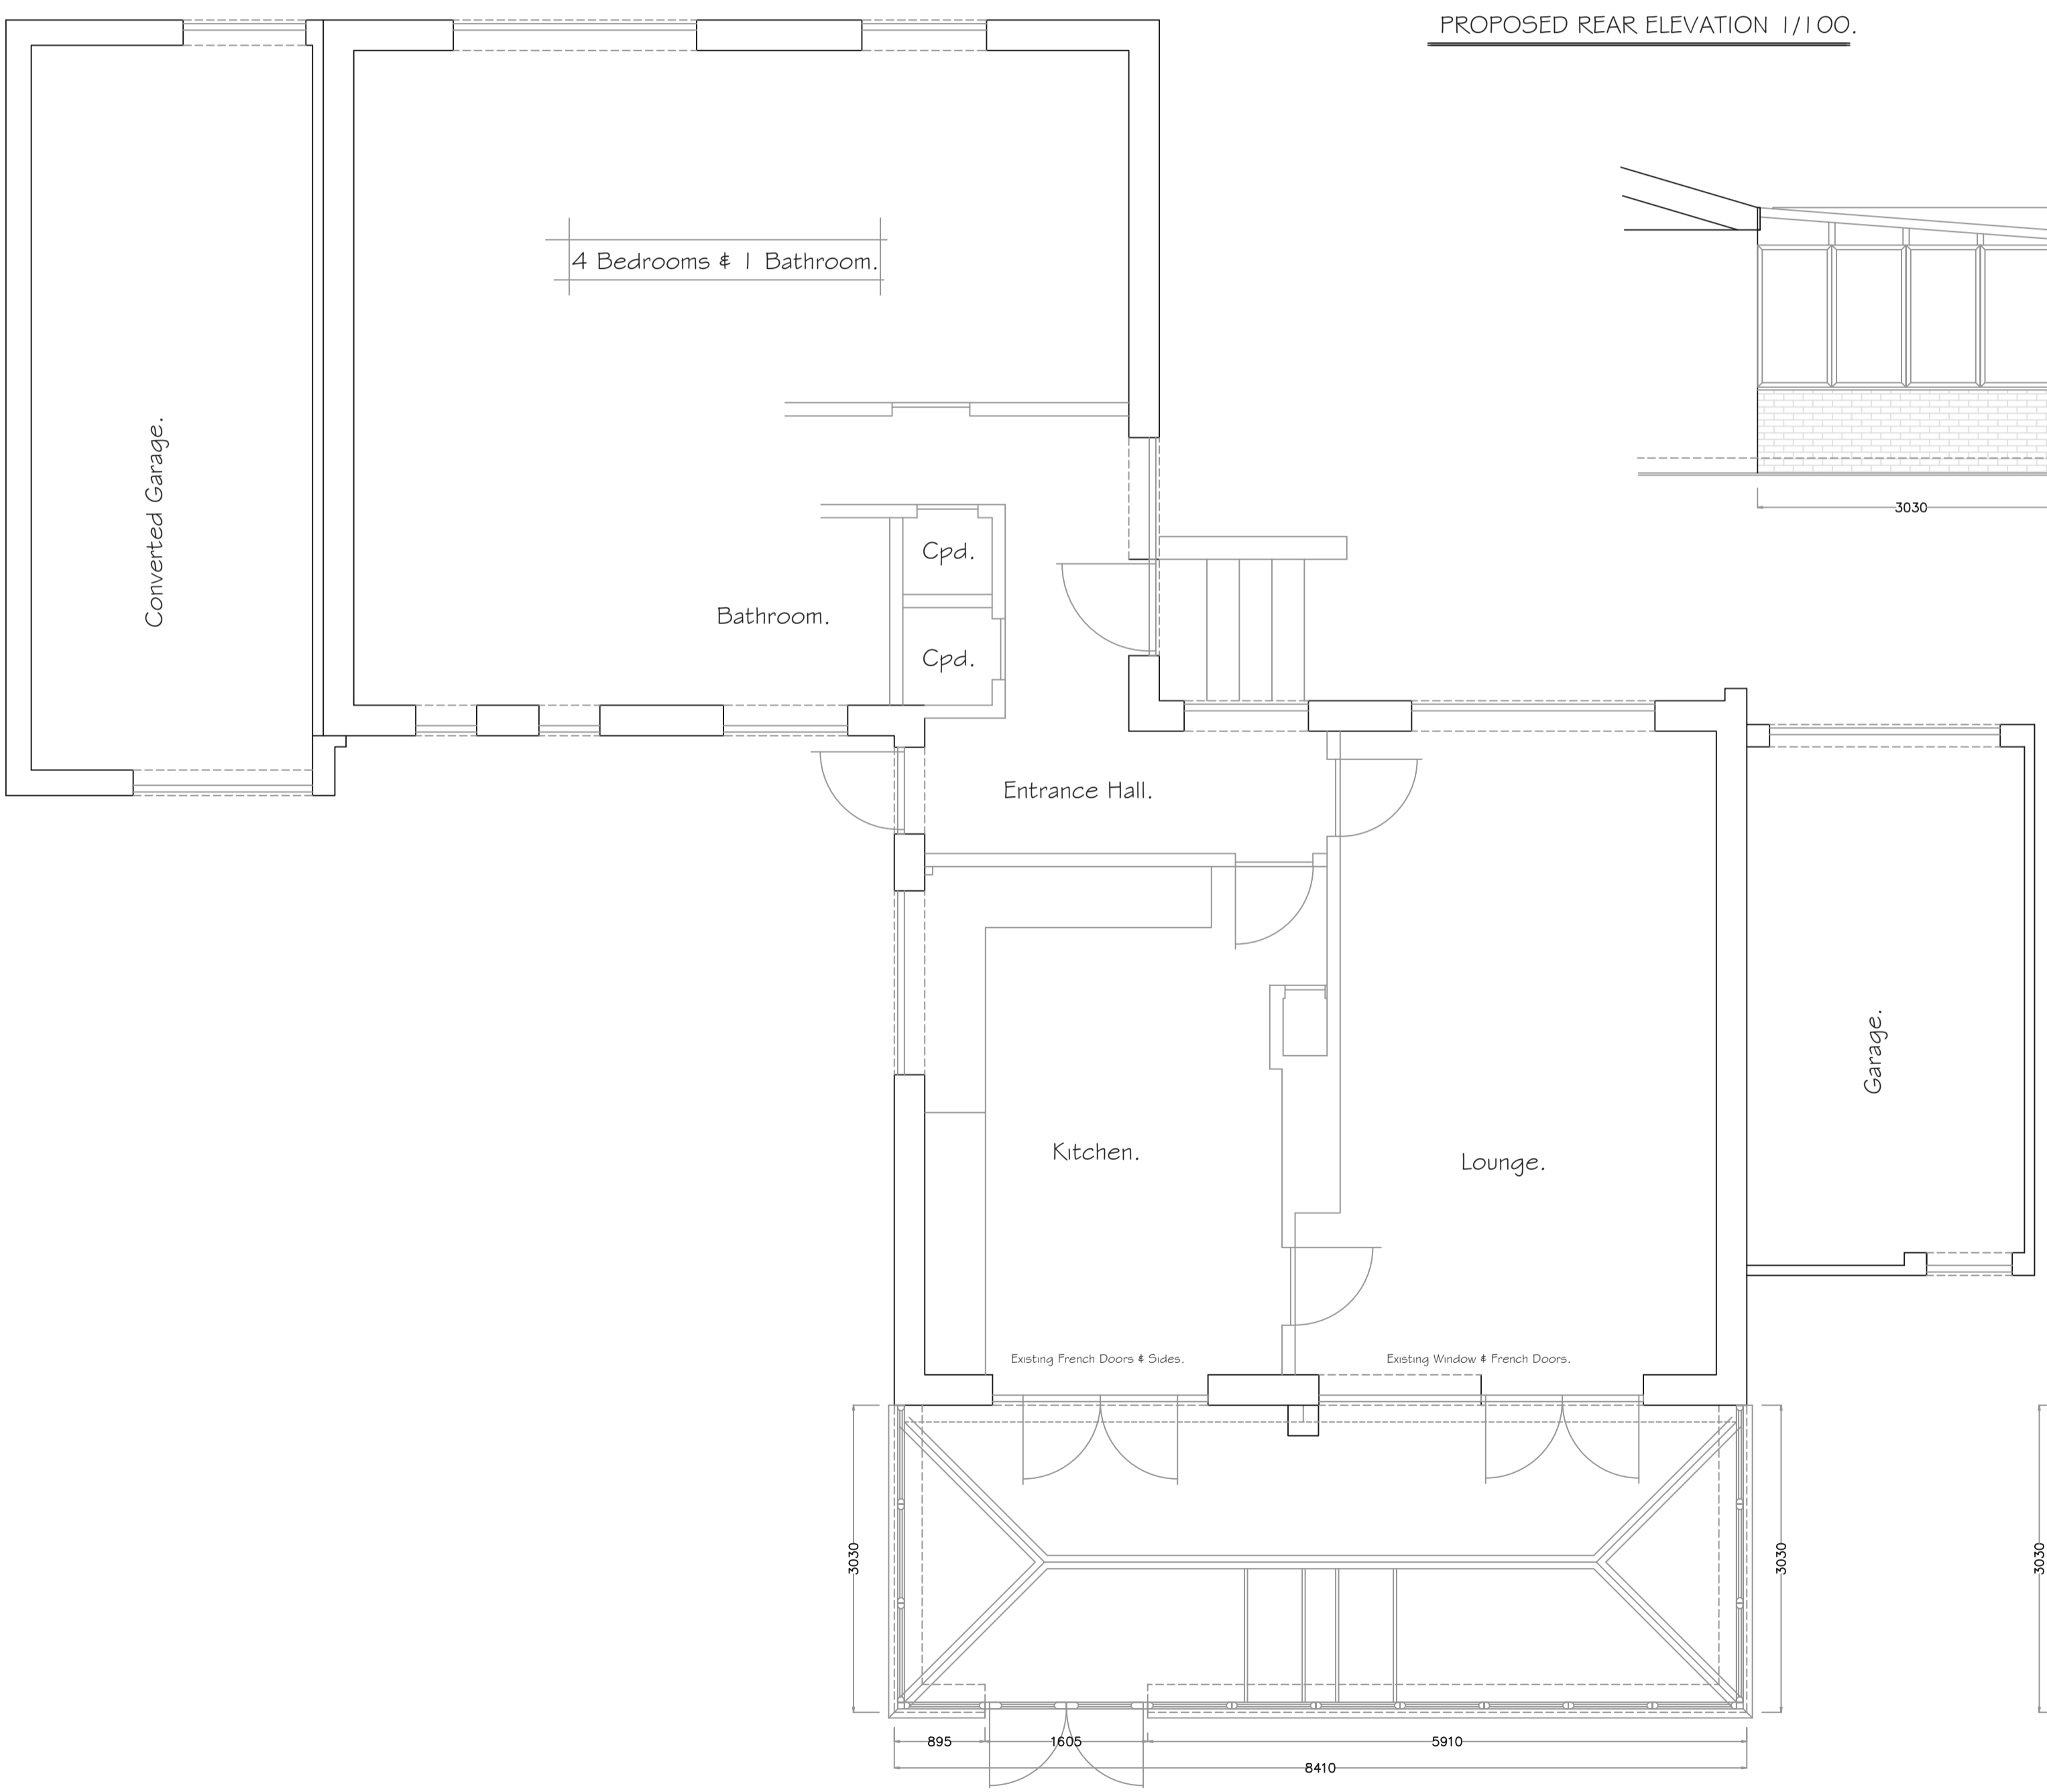 PROPOSED REAR ELEVATION 1/100.
4 Bedrooms & 1 Bathroom.
Converted Garage.
3030
Cpd.
Bathroom.
Cpd.
Entrance Hall.
Garage.
Kitchen.
Lounge.
Existing French Doors & Sides.
Existing Window & French Doors.
3030
3030
3030
895
1605
5910
8410